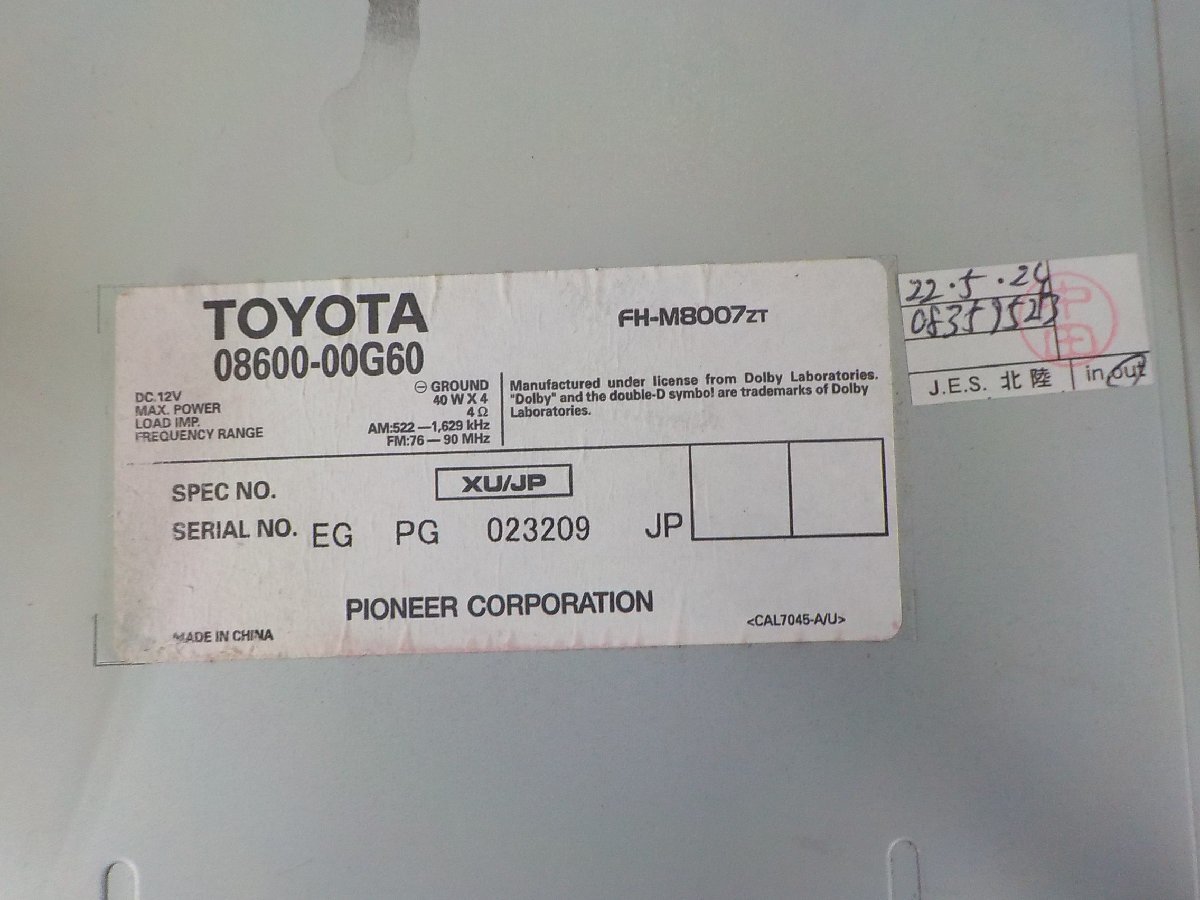 TOYOTA
08600-00G60
FH-M8007ZT
DC.12V ⊖ GROUND
MAX. POWER 40 W X 4
LOAD IMP. 4 Ω
FREQUENCY RANGE AM:522—1,629 kHz
FM:76—90 MHz
Manufactured under license from Dolby Laboratories.
"Dolby" and the double-D symbol are trademarks of Dolby
Laboratories.
SPEC NO. XU/JP
SERIAL NO. EG PG 023209 JP
PIONEER CORPORATION
MADE IN CHINA
<CAL7045-A/U>
22.5.24
J.E.S. 北陸 in out